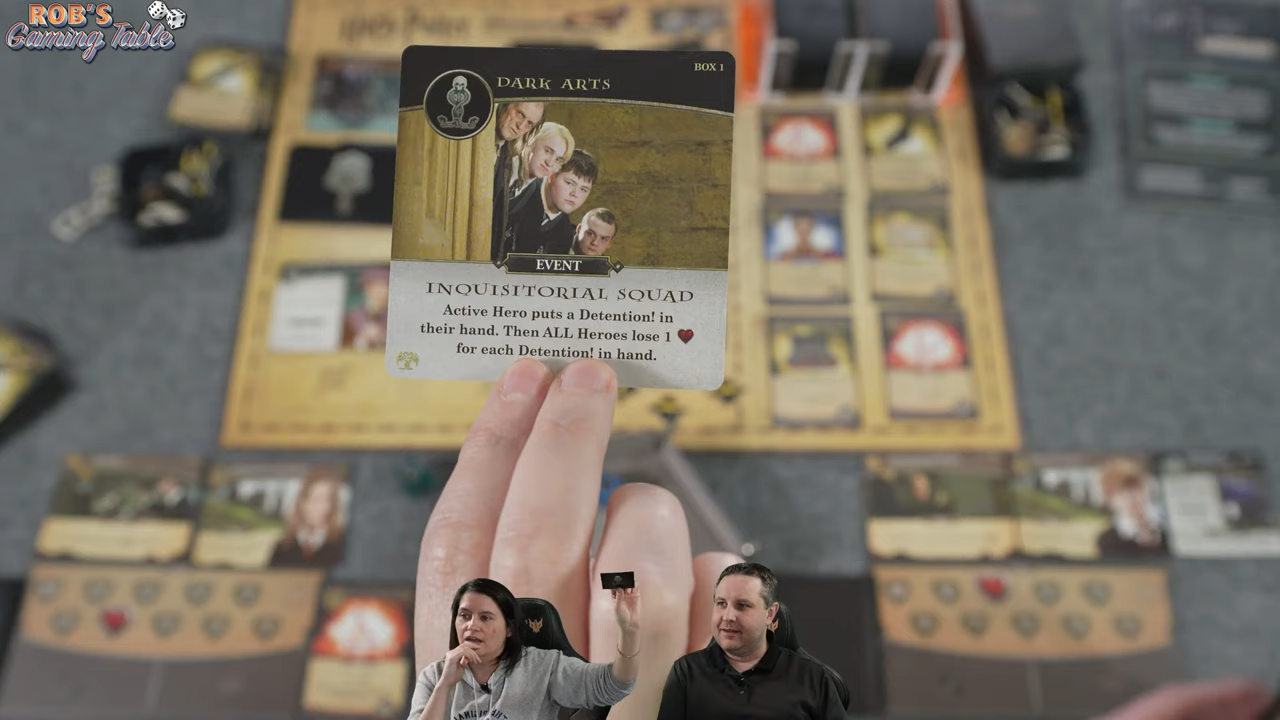 ROB'S
Gaming Table
BOX 1
DARK ARTS
EVENT
INQUISITORIAL SQUAD
Active Hero puts a Detention! in
their hand. Then ALL Heroes lose 1
for each Detention! in hand.